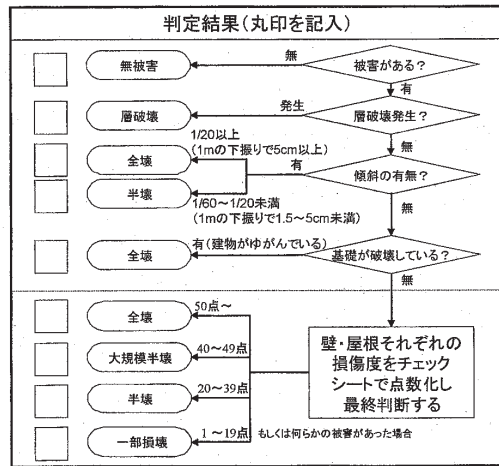 判定結果（丸印を記入）
無被害
無
被害がある？
有
層破壊
発生
層破壊発生？
無
1/20以上
（1mの下振りで5cm以上）
全壊
有
傾斜の有無？
半壊
1/60～1/20未満
（1mの下振りで1.5～5cm未満）
無
全壊
有（建物がゆがんでいる）
基礎が破壊している？
無
全壊
50点～
大規模半壊
40～49点
半壊
20～39点
一部損壊
1～19点 もしくは何らかの被害があった場合
壁・屋根それぞれの
損傷度をチェック
シートで点数化し
最終判断する